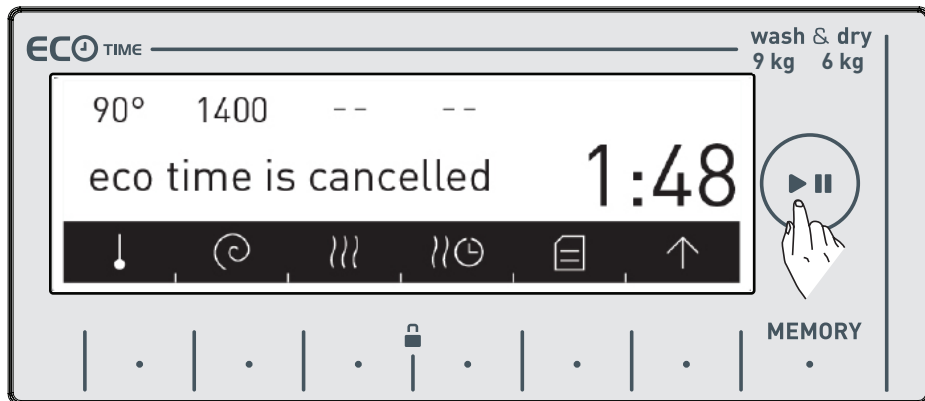 ECO TIME
wash & dry
9 kg 6 kg
90° 1400 -- --
eco time is cancelled
1:48
MEMORY